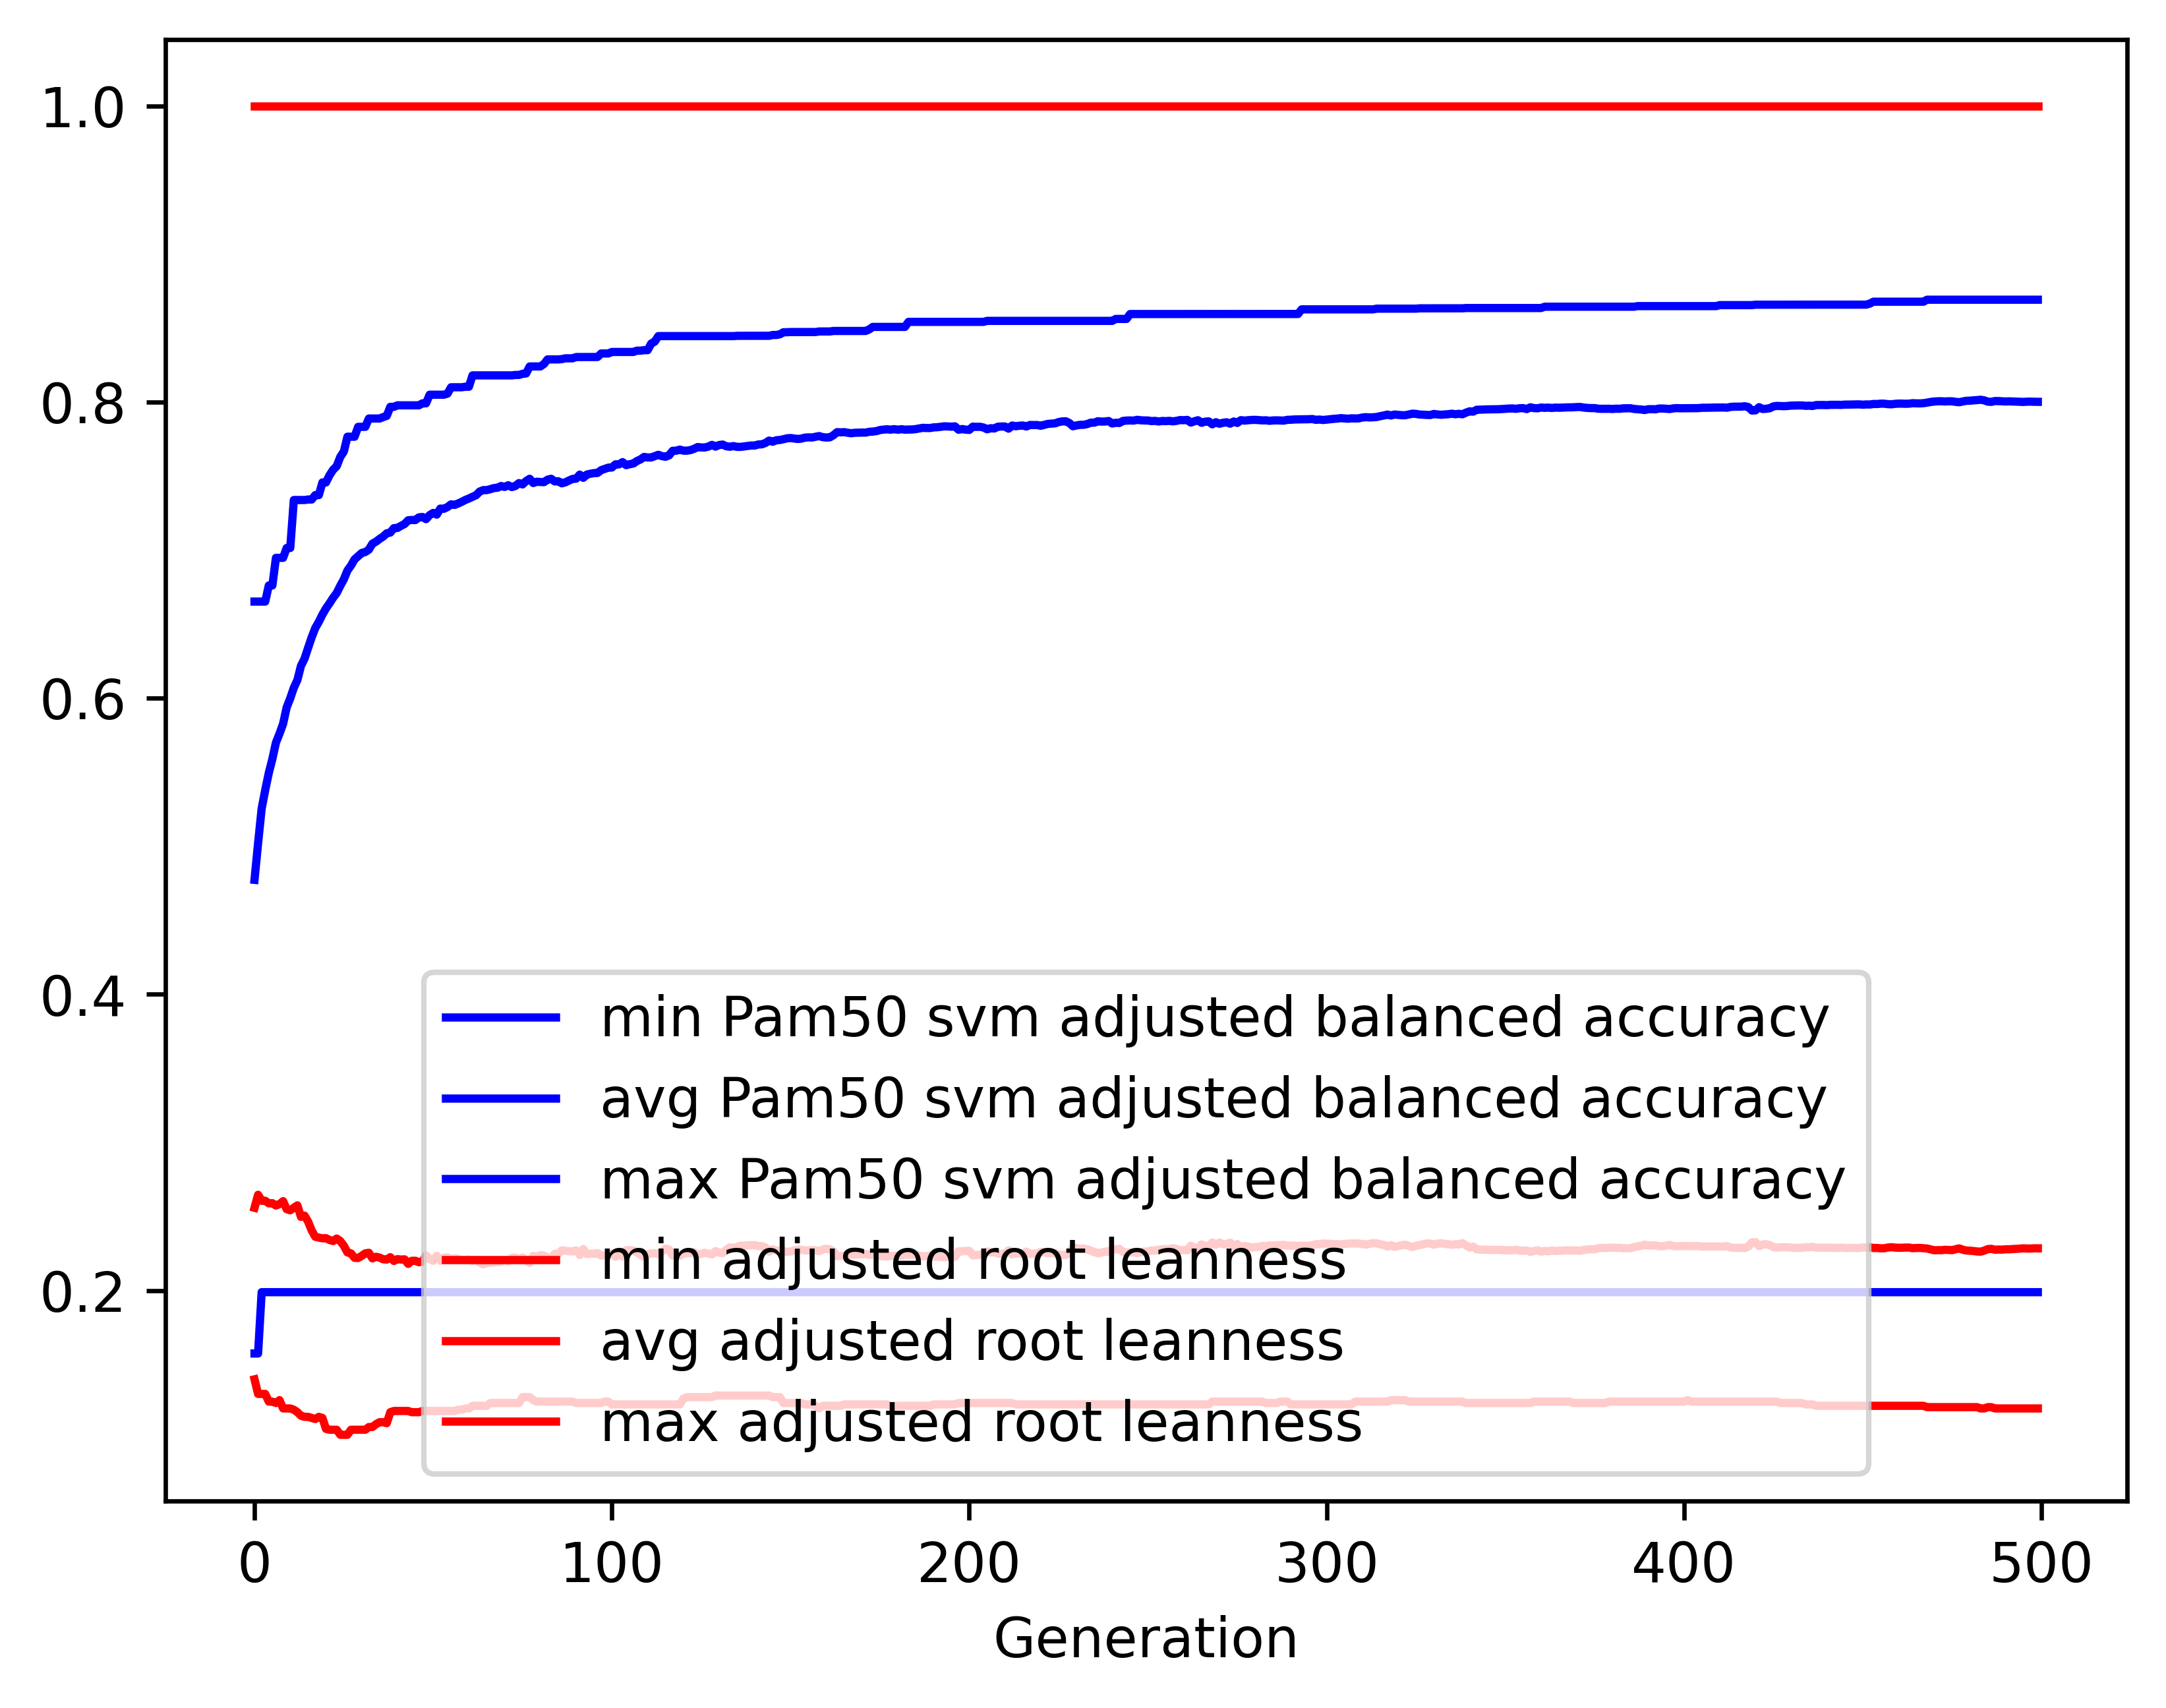 1.0
0.8
0.6
0.4
0.2
min Pam50 svm adjusted balanced accuracy
avg Pam50 svm adjusted balanced accuracy
max Pam50 svm adjusted balanced accuracy
min adjusted root leanness
avg adjusted root leanness
max adjusted root leanness
0 100 200 300 400 500
Generation